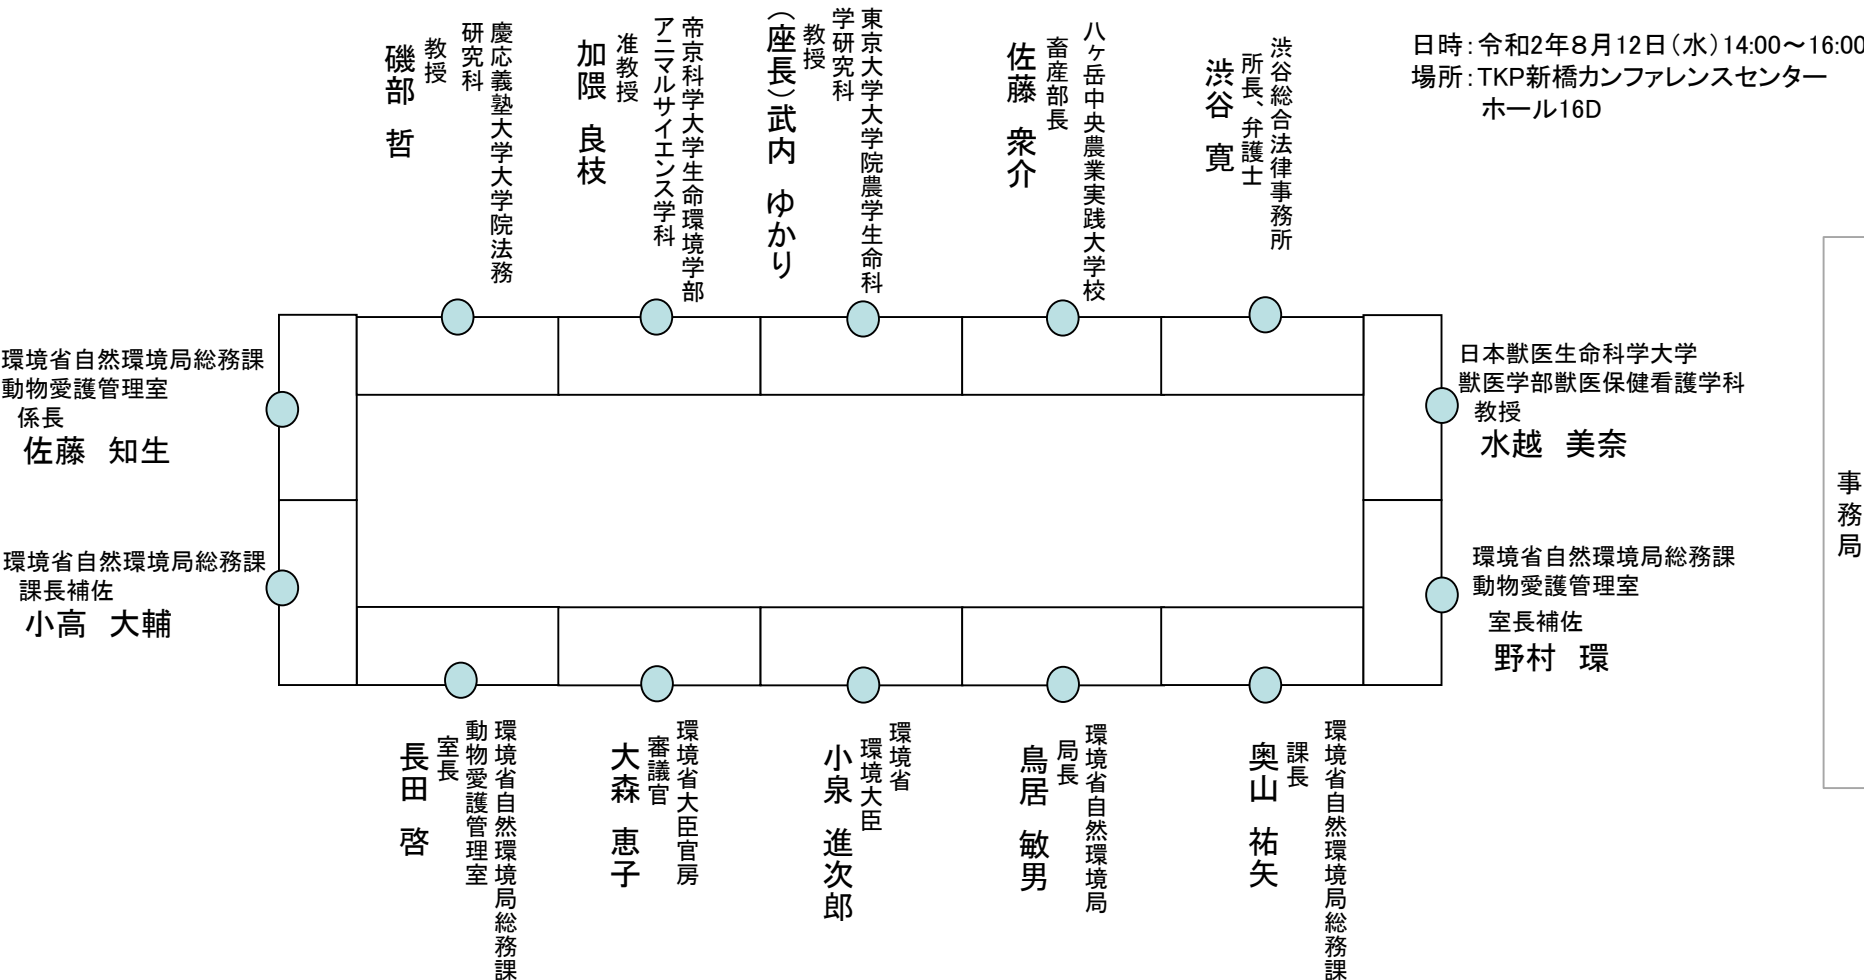 日時：令和2年8月12日（水）14:00～16:00
場所：TKP新橋カンファレンスセンター
ホール16D
慶応義塾大学大学院法務
研究科
教授
磯部 哲
帝京科学大学生命環境学部
アニマルサイエンス学科
准教授
加隈 良枝
東京大学大学院農学生命科
学研究科
教授
（座長）武内 ゆかり
八ヶ岳中央農業実践大学校
畜産部長
佐藤 衆介
渋谷総合法律事務所
所長、弁護士
渋谷 寛
環境省自然環境局総務課
動物愛護管理室
係長
佐藤 知生
環境省自然環境局総務課
課長補佐
小高 大輔
日本獣医生命科学大学
獣医学部獣医保健看護学科
教授
水越 美奈
環境省自然環境局総務課
動物愛護管理室
室長補佐
野村 環
事務局
環境省自然環境局総務課
動物愛護管理室
室長
長田 啓
環境省大臣官房
審議官
大森 恵子
環境省
環境大臣
小泉 進次郎
環境省自然環境局
局長
鳥居 敏男
環境省自然環境局総務課
課長
奥山 祐矢